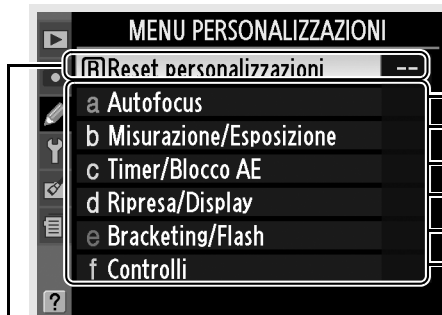 MENU PERSONALIZZAZIONI
R Reset personalizzazioni --
a Autofocus
b Misurazione/Esposizione
c Timer/Blocco AE
d Ripresa/Display
e Bracketing/Flash
f Controlli
?